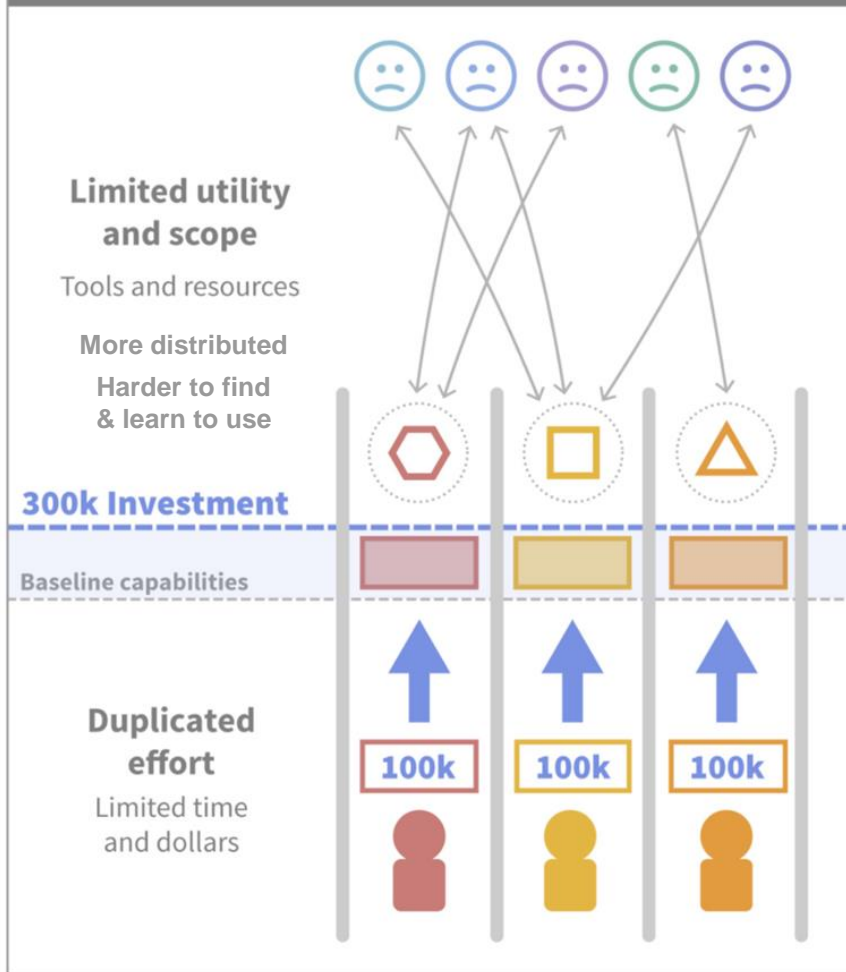 Limited utility
and scope
Tools and resources
More distributed
Harder to find
& learn to use
300k Investment
Baseline capabilities
Duplicated
effort
Limited time
and dollars
100k
100k
100k